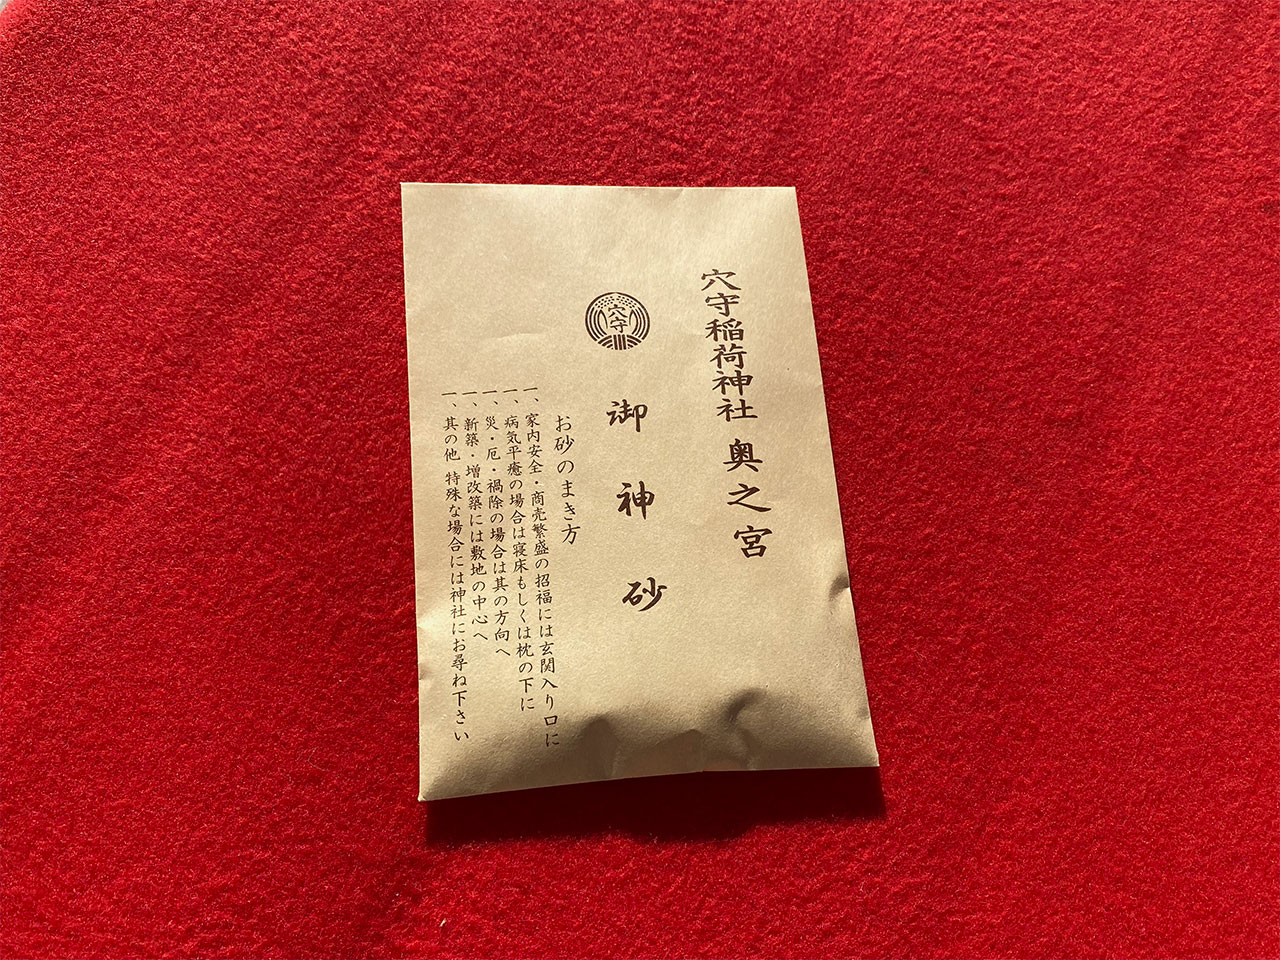 穴守稲荷神社 奥之宮
穴守
御神砂
お砂のまき方
一、家内安全・商売繁盛の招福には玄関入り口に
一、病気平癒の場合は寝床もしくは枕の下に
一、災・厄・禍除の場合は其の方向へ
一、新築・増改築には敷地の中心へ
一、其の他 特殊な場合には神社にお尋ね下さい